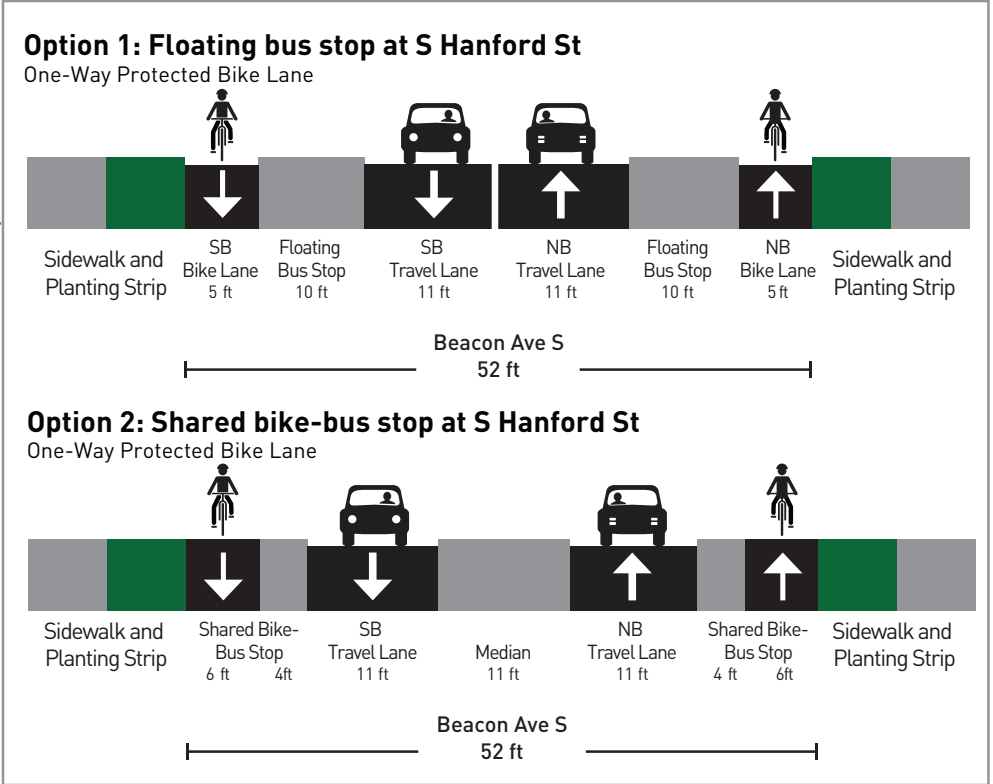 Option 1: Floating bus stop at S Hanford St
One-Way Protected Bike Lane
Sidewalk and
Planting Strip
SB
Bike Lane
5 ft
Floating
Bus Stop
10 ft
SB
Travel Lane
11 ft
NB
Travel Lane
11 ft
Floating
Bus Stop
10 ft
NB
Bike Lane
5 ft
Sidewalk and
Planting Strip
Beacon Ave S
52 ft
Option 2: Shared bike-bus stop at S Hanford St
One-Way Protected Bike Lane
Sidewalk and
Planting Strip
Shared Bike-
Bus Stop
6 ft 4ft
SB
Travel Lane
11 ft
Median
11 ft
NB
Travel Lane
11 ft
Shared Bike-
Bus Stop
4 ft 6ft
Sidewalk and
Planting Strip
Beacon Ave S
52 ft